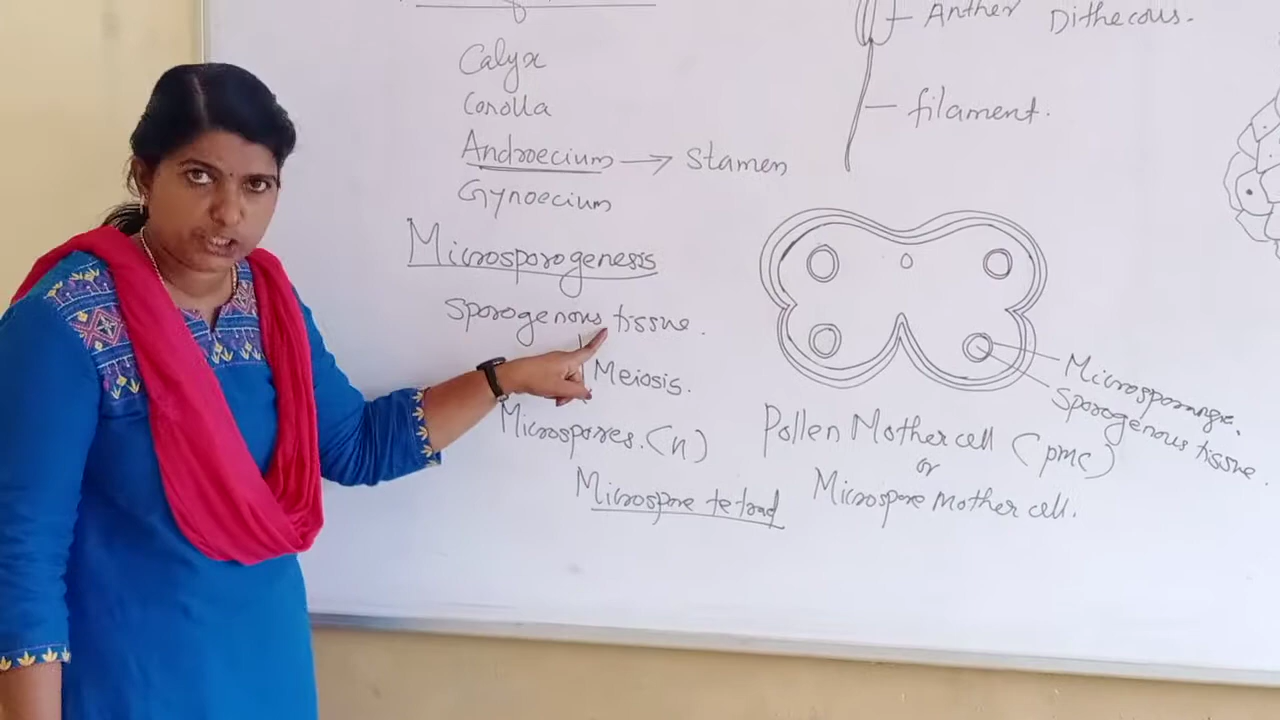 Calyx
Corolla
Androecium → Stamen
Gynoecium
Microsporogenesis
Sporogenous tissue.
Meiosis.
Microspores. (n)
Microspore tetrad
Anther Dithecous.
filament.
Microsporangia.
Sporogenous tissue.
Pollen Mother cell (pmc)
or
Microspore Mother cell.